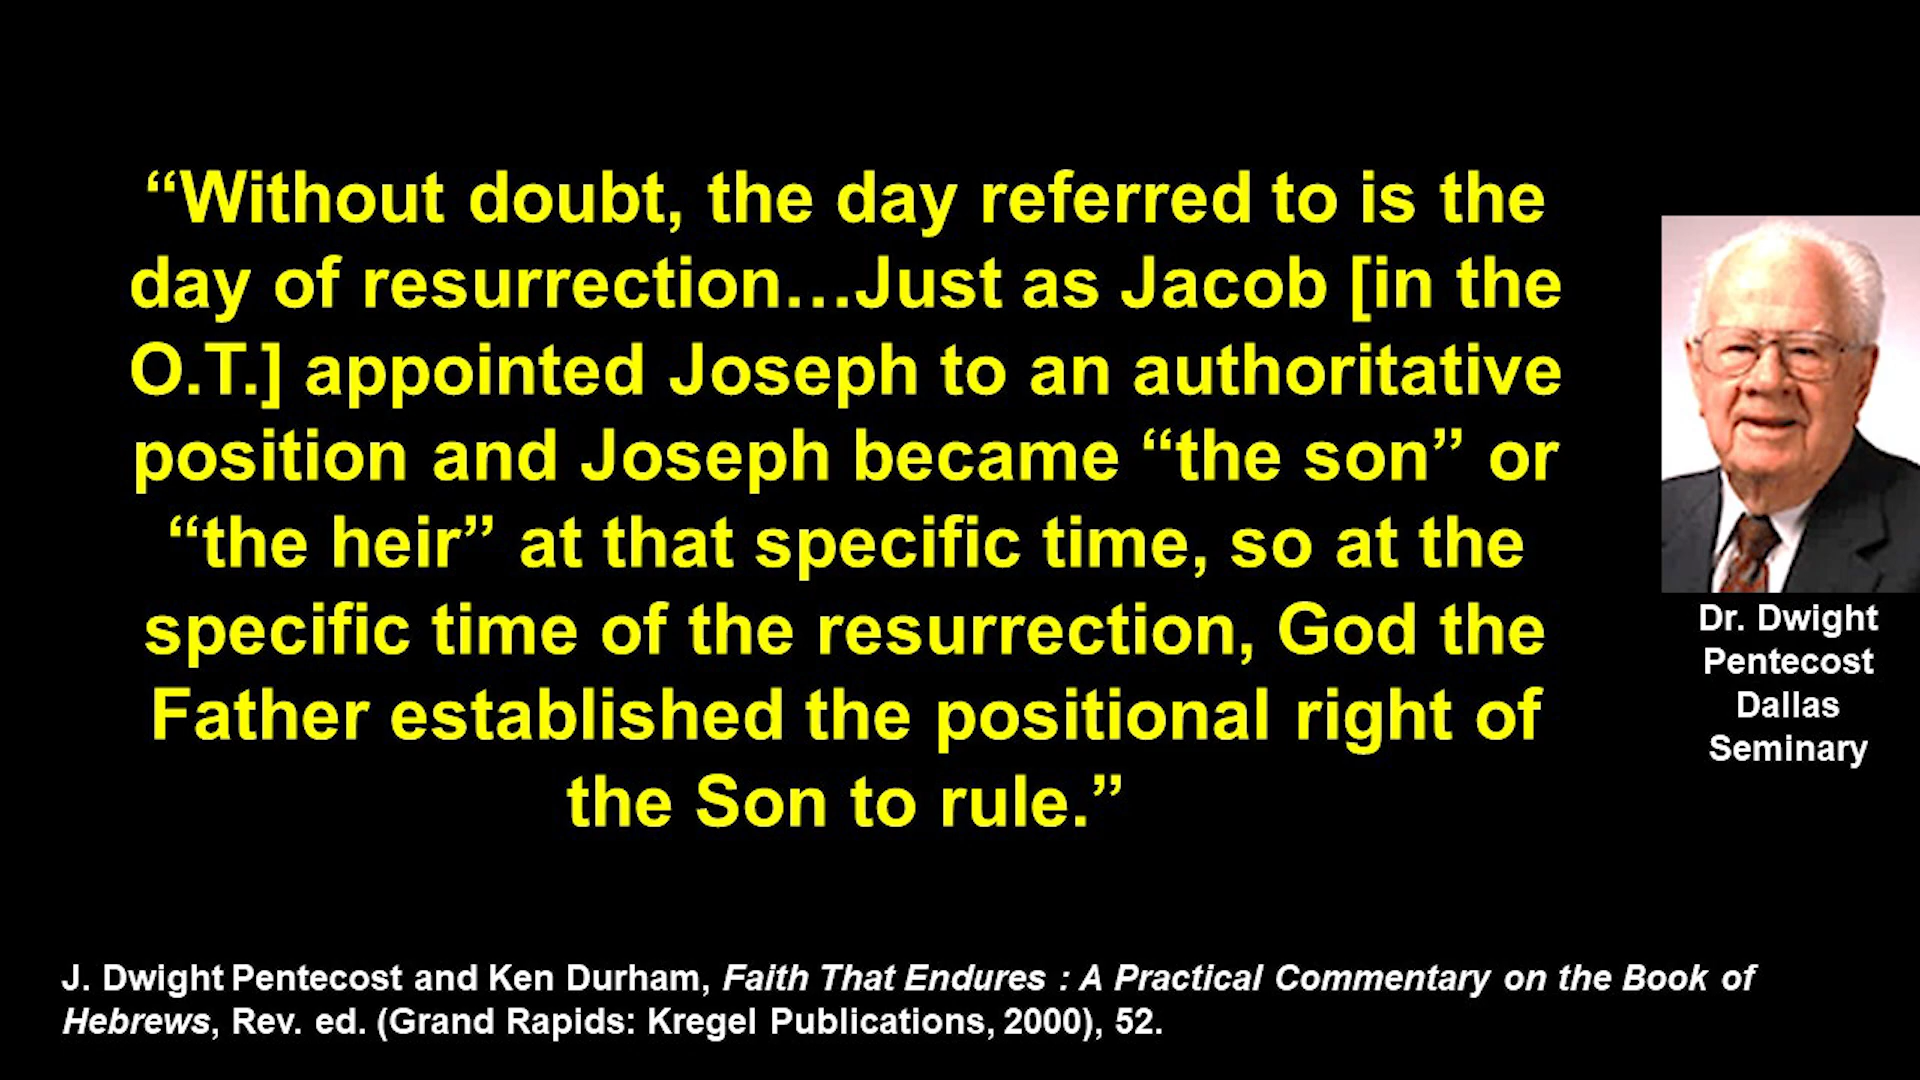 “Without doubt, the day referred to is the
day of resurrection…Just as Jacob [in the
O.T.] appointed Joseph to an authoritative
position and Joseph became “the son” or
“the heir” at that specific time, so at the
specific time of the resurrection, God the
Father established the positional right of
the Son to rule.”
Dr. Dwight
Pentecost
Dallas
Seminary
J. Dwight Pentecost and Ken Durham, Faith That Endures : A Practical Commentary on the Book of
Hebrews, Rev. ed. (Grand Rapids: Kregel Publications, 2000), 52.